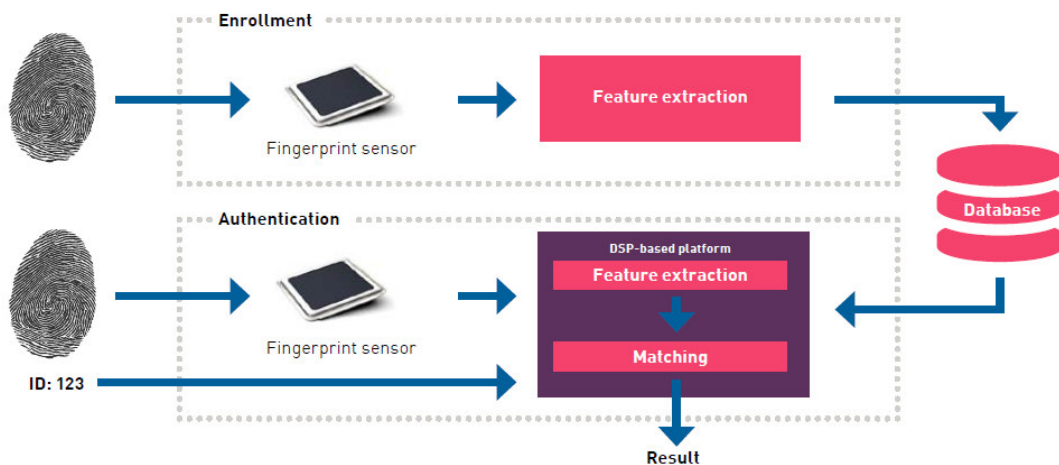 Enrollment
Feature extraction
Fingerprint sensor
Database
Authentication
DSP-based platform
Feature extraction
Fingerprint sensor
Matching
ID: 123
Result